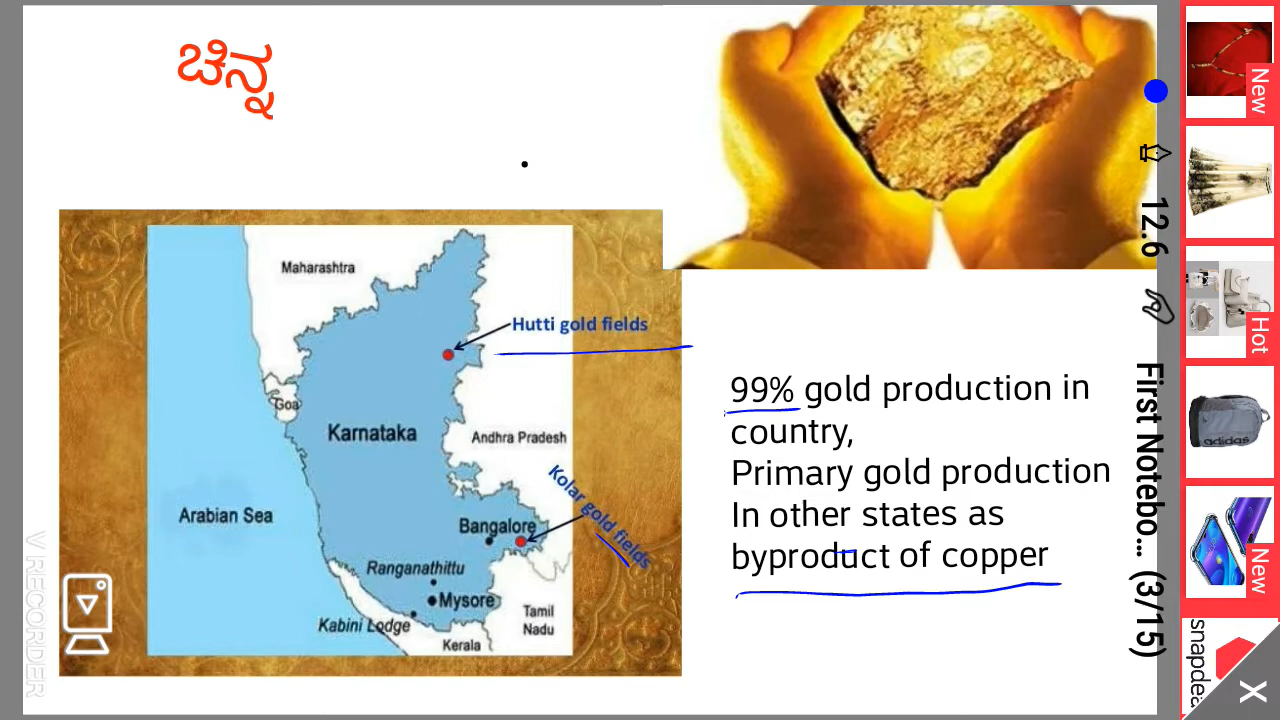 ಚಿನ್ನ
Maharashtra
Hutti gold fields
Goa
Karnataka
Andhra Pradesh
Kolar gold fields
Arabian Sea
Bangalore
Ranganathittu
Mysore
Kabini Lodge
Tamil
Nadu
Kerala
99% gold production in
country,
Primary gold production
In other states as
byproduct of copper
12.6
First Notebo... (3/15)
New
Hot
adidas
New
snapdea
X
V RECORDER